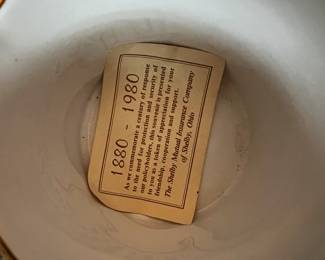 1880 - 1980
As we commemorate a century of response
to the need for protection and security of
our policyholders, this souvenir is presented
to you as a token of appreciation for your
friendship, cooperation and support.
The Shelby Mutual Insurance Company
of Shelby, Ohio